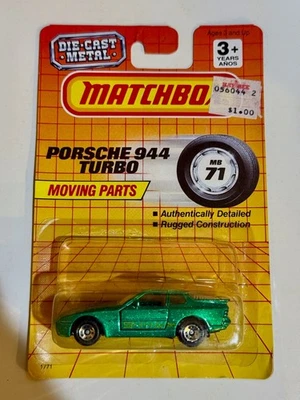 DIE-CAST
METAL
Ages 3 and Up
3+
YEARS
AÑOS
056044 2
$1.00
MATCHBOX
PORSCHE 944
TURBO
MB
71
MOVING PARTS
■ Authentically Detailed
■ Rugged Construction